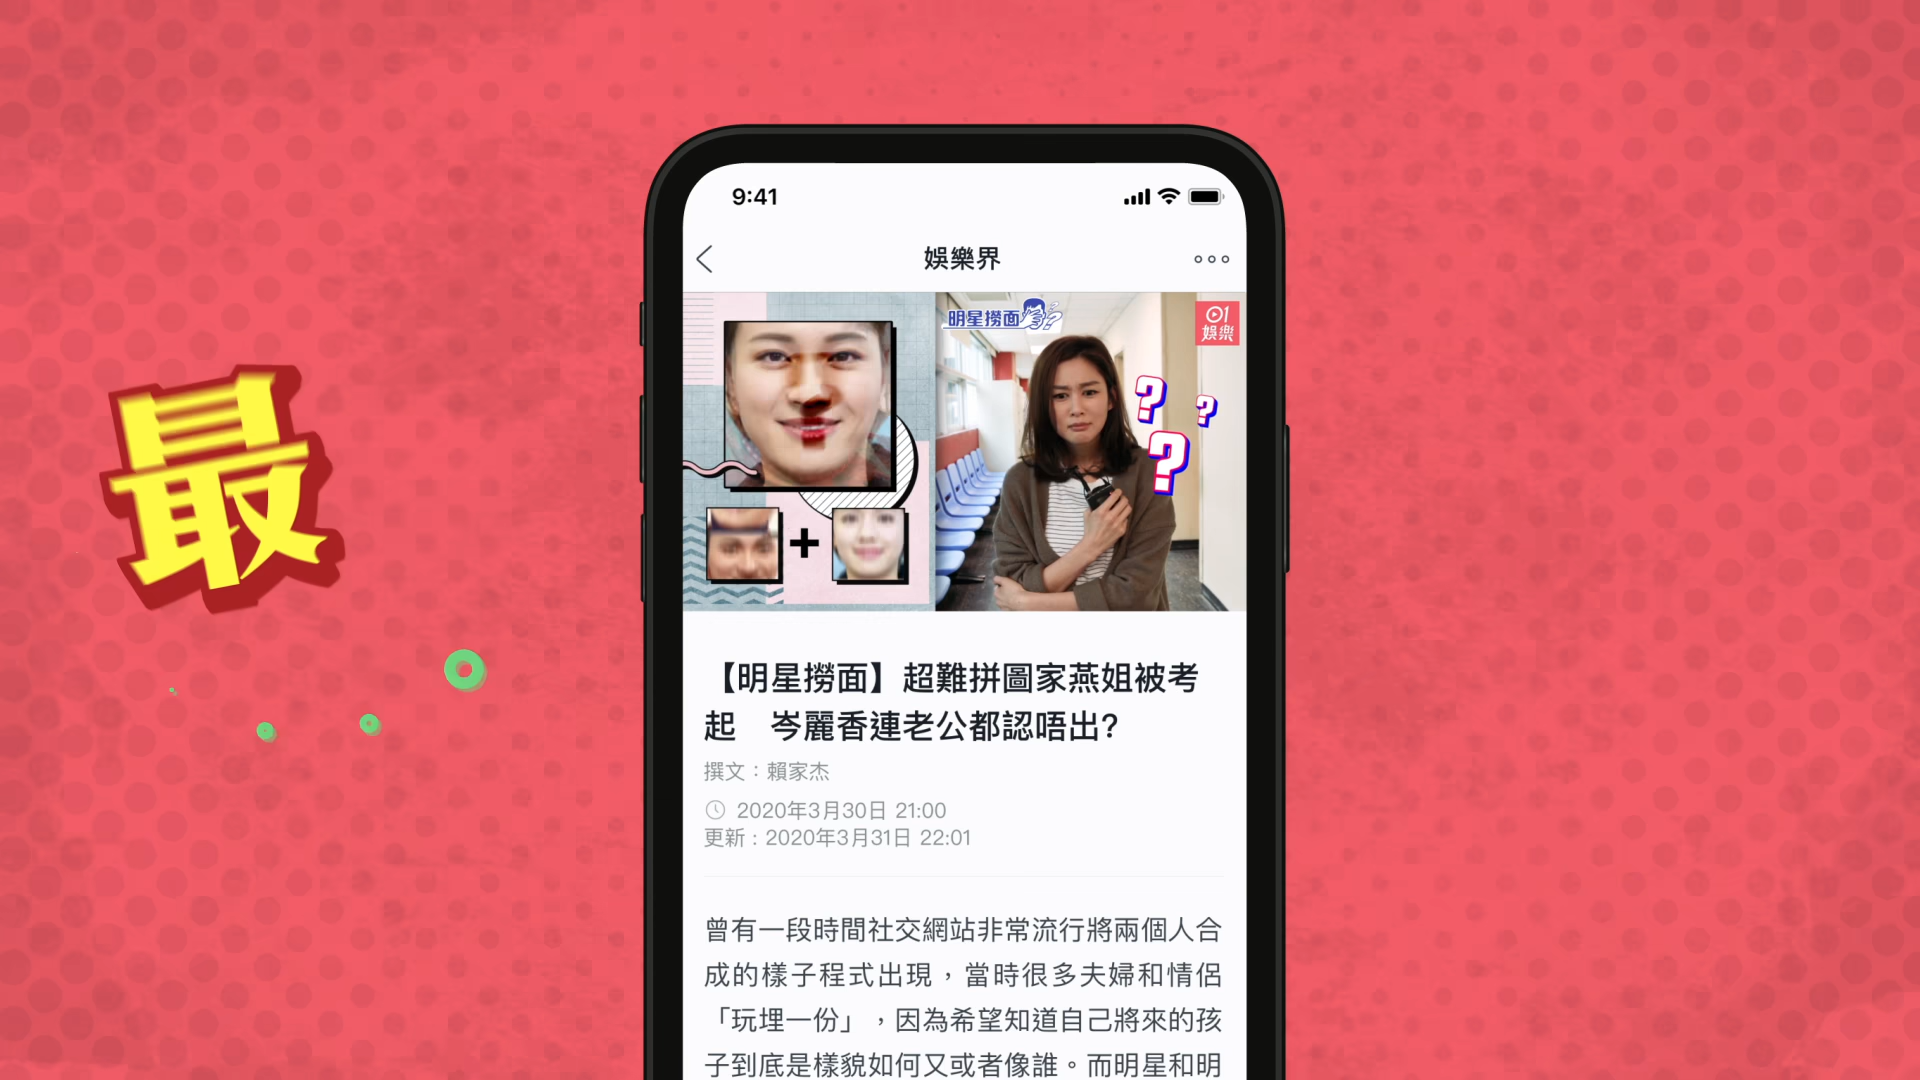 最
9:41
娛樂界
明星撈面
?
01
娛樂
?
?
?
+
【明星撈面】超難拼圖家燕姐被考
起　岑麗香連老公都認唔出?
撰文：賴家杰
2020年3月30日 21:00
更新：2020年3月31日 22:01
曾有一段時間社交網站非常流行將兩個人合
成的樣子程式出現，當時很多夫婦和情侶
「玩埋一份」，因為希望知道自己將來的孩
子到底是樣貌如何又或者像誰。而明星和明